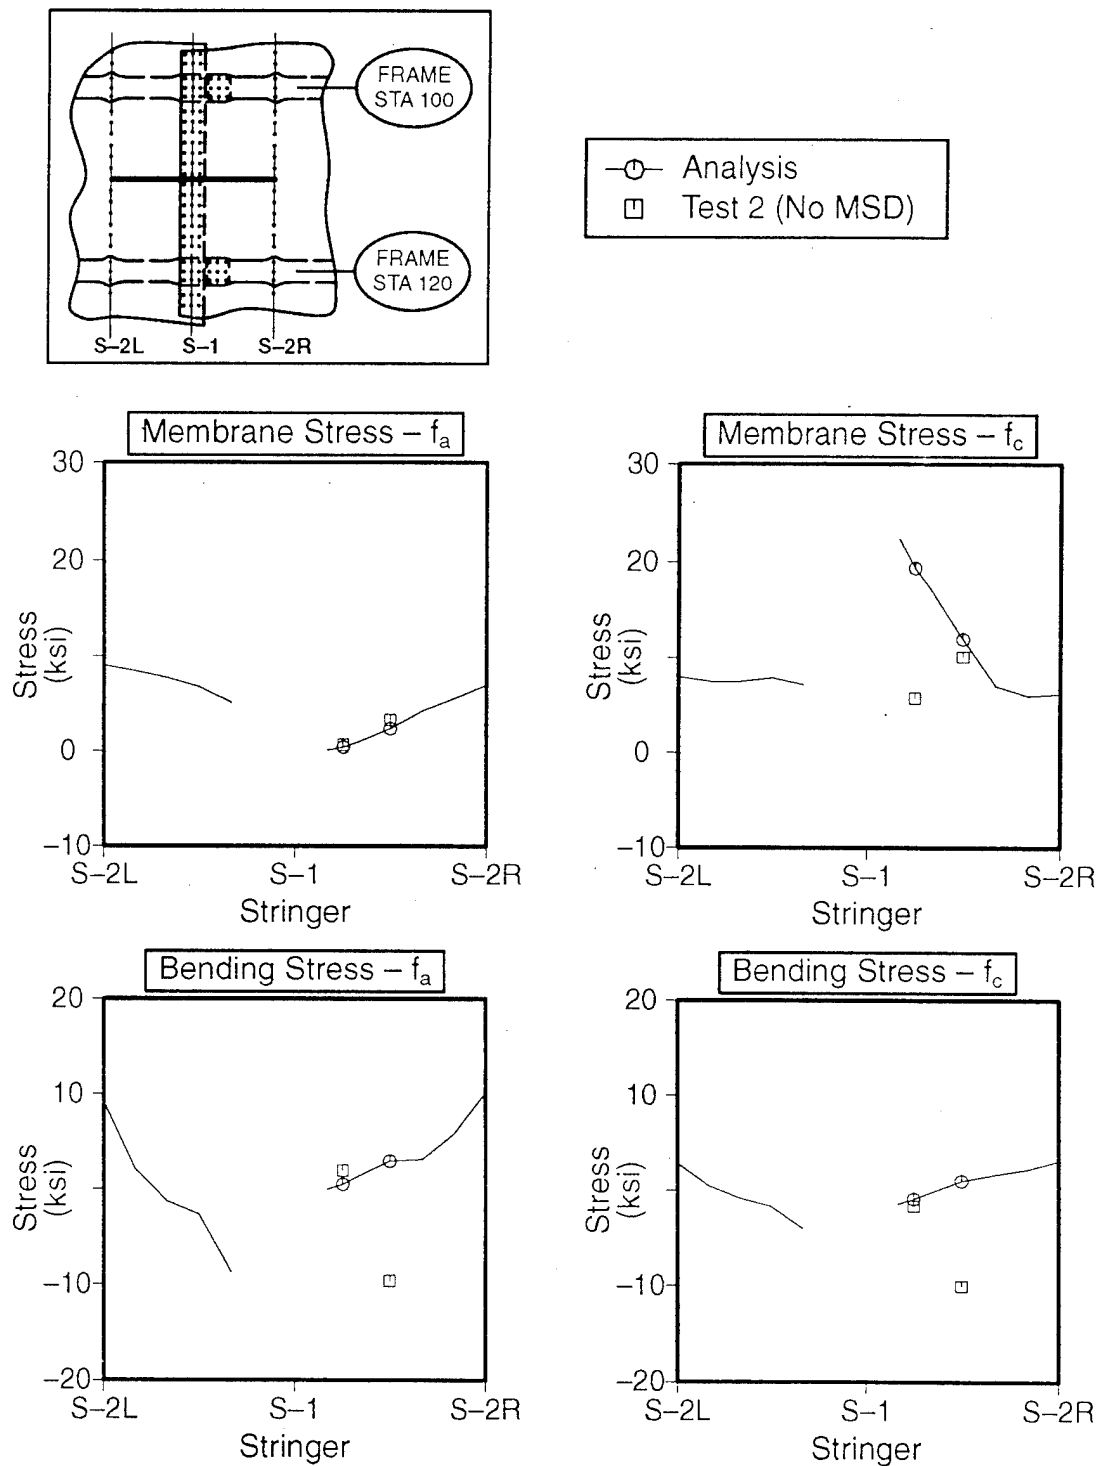 FRAME
STA 100
FRAME
STA 120
S-2L S-1 S-2R
Analysis
Test 2 (No MSD)
Membrane Stress – fa
30
20
0
-10
Stress
(ksi)
S-2L S-1 S-2R
Stringer
Membrane Stress – fc
30
20
0
-10
Stress
(ksi)
S-2L S-1 S-2R
Stringer
Bending Stress – fa
20
10
-10
-20
Stress
(ksi)
S-2L S-1 S-2R
Stringer
Bending Stress – fc
20
10
-10
-20
Stress
(ksi)
S-2L S-1 S-2R
Stringer